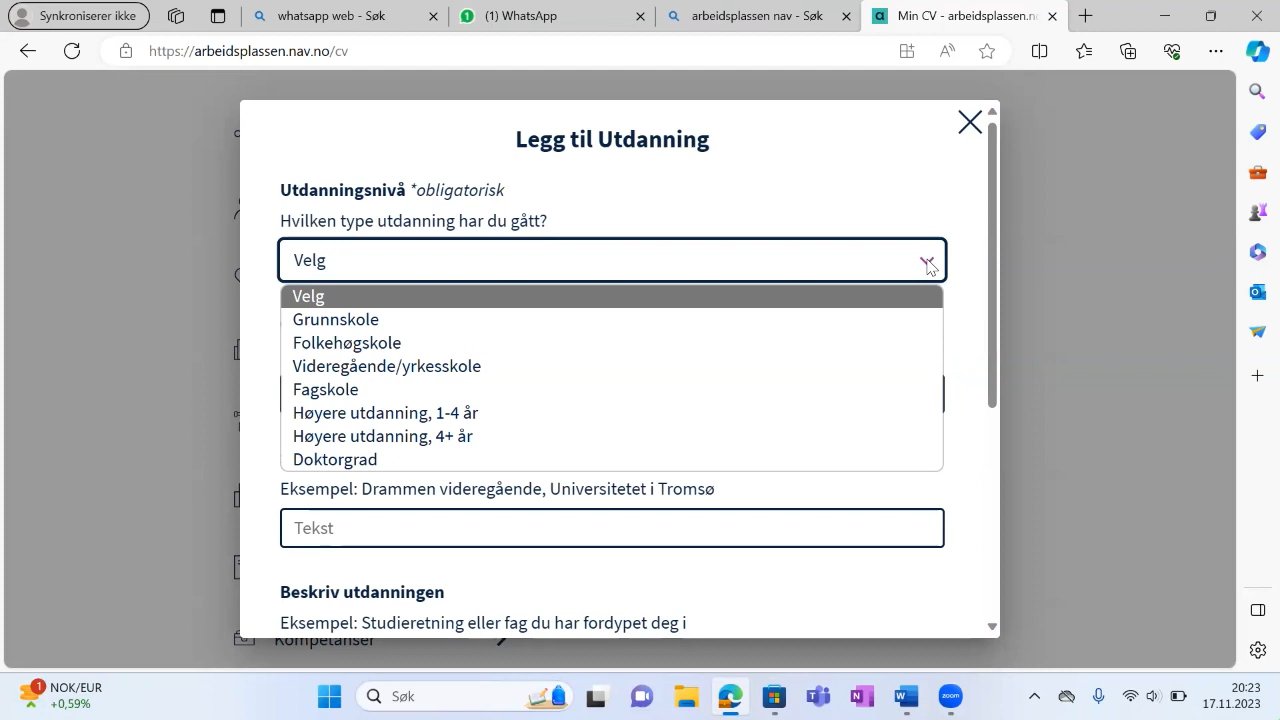 Synkroniserer ikke
whatsapp web - Søk
(1) WhatsApp
arbeidsplassen nav - Søk
Min CV - arbeidsplassen.n
https://arbeidsplassen.nav.no/cv
Legg til Utdanning
Utdanningsnivå *obligatorisk
Hvilken type utdanning har du gått?
Velg
Velg
Grunnskole
Folkehøgskole
Videregående/yrkesskole
Fagskole
Høyere utdanning, 1-4 år
Høyere utdanning, 4+ år
Doktorgrad
Eksempel: Drammen videregående, Universitetet i Tromsø
Tekst
Beskriv utdanningen
Eksempel: Studieretning eller fag du har fordypet deg i
Kompetanser
1
NOK/EUR
+0,59%
Søk
zoom
20:23
17.11.2023